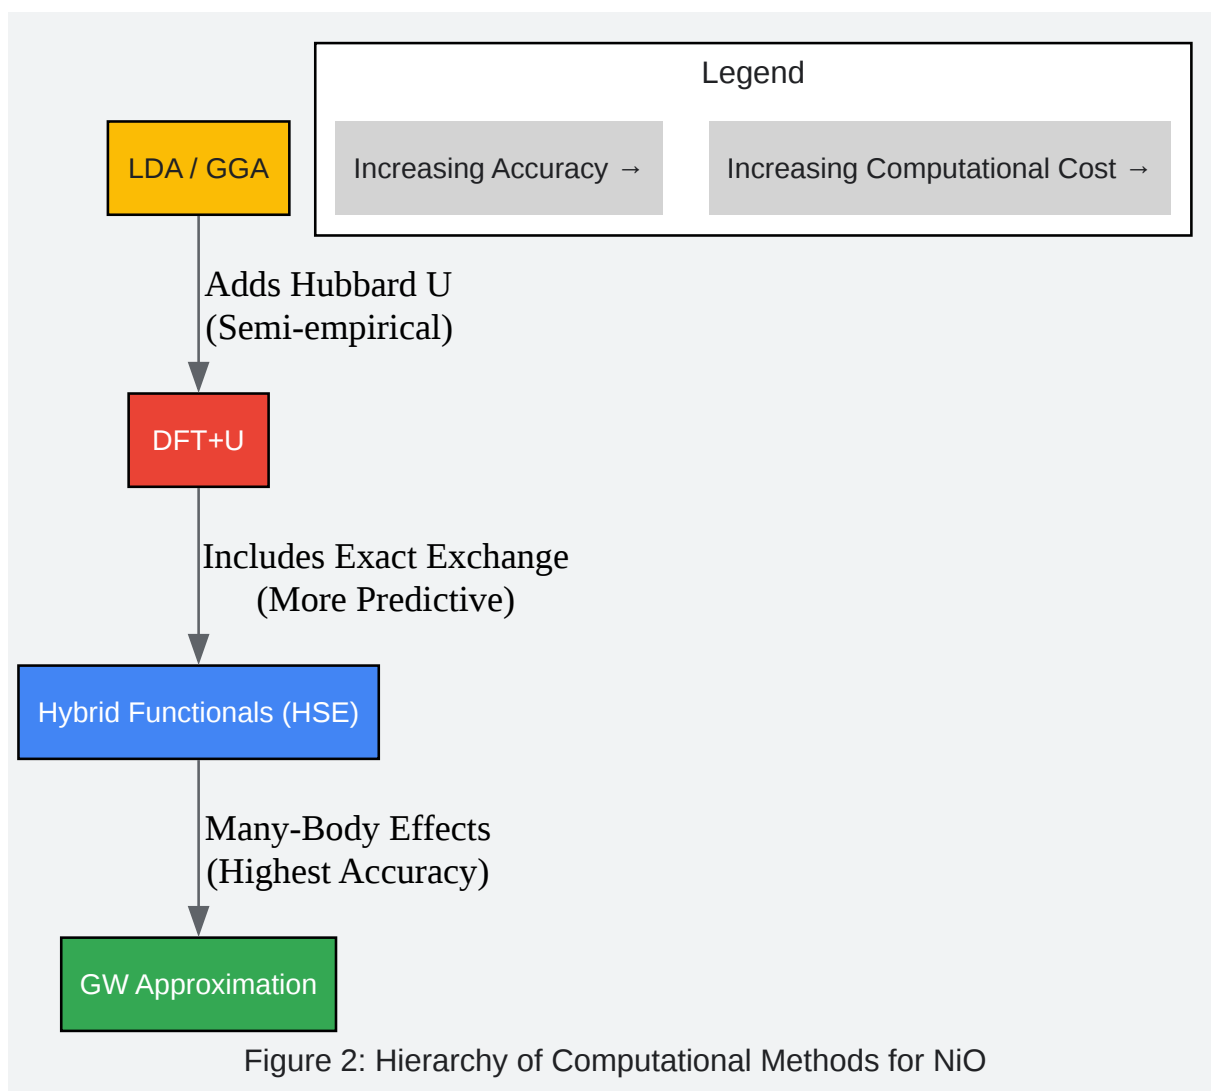 Legend
LDA / GGA
Increasing Accuracy →
Increasing Computational Cost →
Adds Hubbard U
(Semi-empirical)
DFT+U
Includes Exact Exchange
(More Predictive)
Hybrid Functionals (HSE)
Many-Body Effects
(Highest Accuracy)
GW Approximation
Figure 2: Hierarchy of Computational Methods for NiO